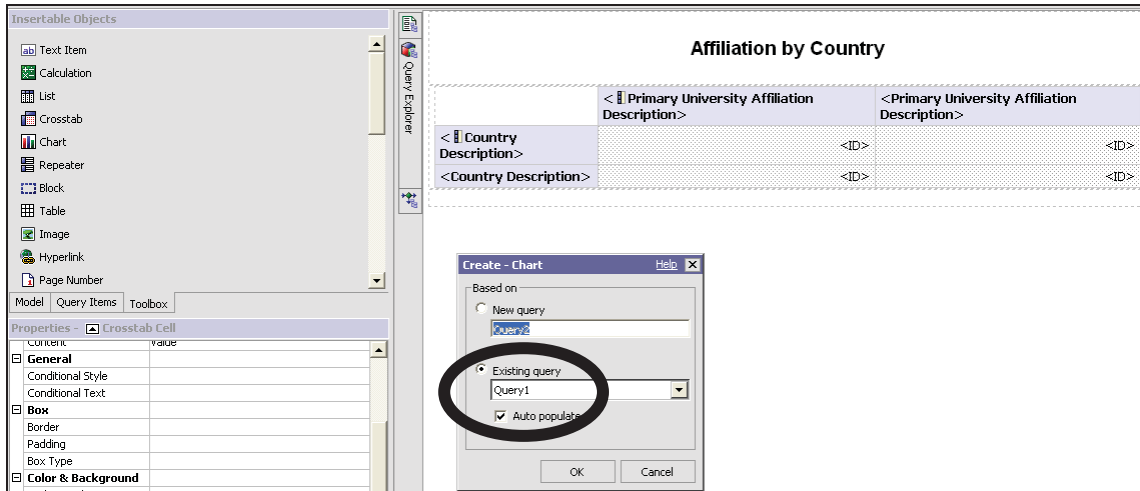 Insertable Objects
ab Text Item
Calculation
List
Crosstab
Chart
Repeater
Block
Table
Image
Hyperlink
Page Number
Model Query Items Toolbox
Properties - Crosstab Cell
Content Value
General
Conditional Style
Conditional Text
Box
Border
Padding
Box Type
Color & Background
Query Explorer
Affiliation by Country
<Primary University Affiliation
Description>
<Primary University Affiliation
Description>
<Country
Description>
<ID>
<ID>
<Country Description>
<ID>
<ID>
Create - Chart Help
Based on
New query
Query2
Existing query
Query1
Auto populate
OK Cancel